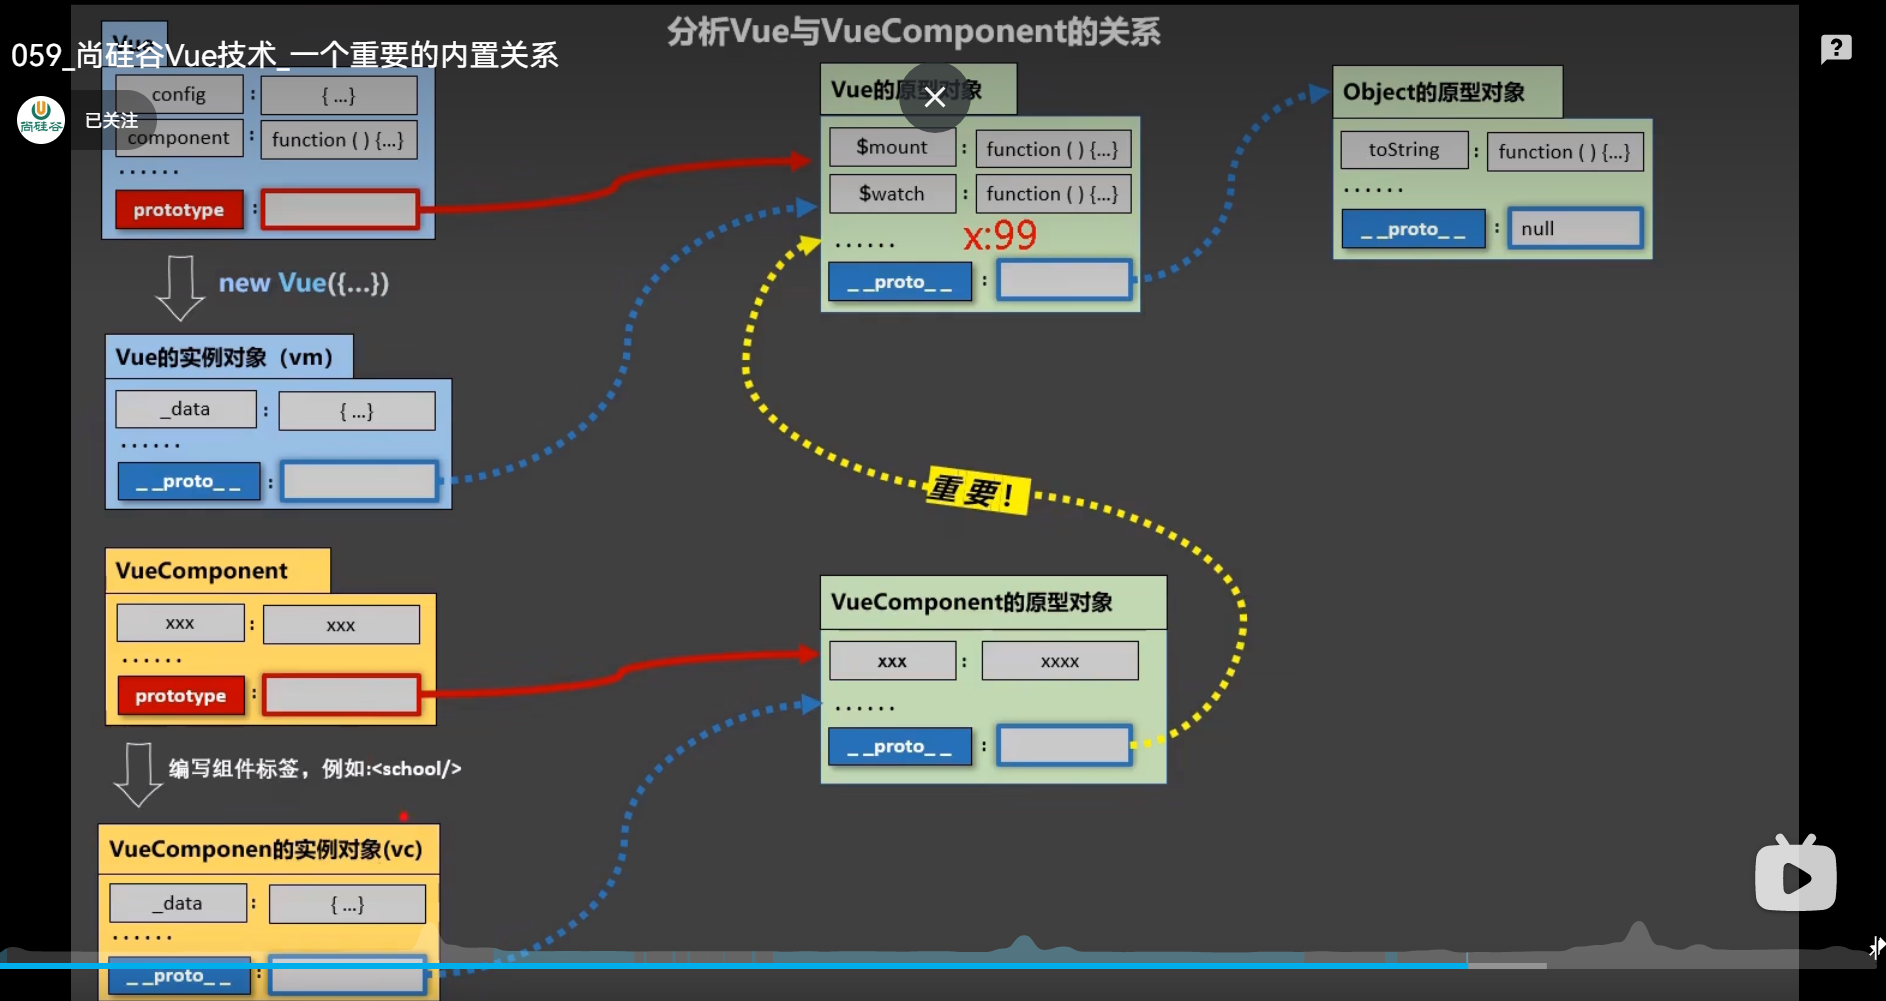 分析Vue与VueComponent的关系
Vue
059_尚硅谷Vue技术_一个重要的内置关系
尚硅谷
已关注
config : { ...}
component : function ( ) {...}
......
prototype :
new Vue({...})
Vue的原型对象
$mount : function ( ) {...}
$watch : function ( ) {...}
...... x:99
__proto__ :
Object的原型对象
toString : function ( ) {...}
......
__proto__ : null
Vue的实例对象（vm）
_data : { ...}
......
__proto__ :
重要！
VueComponent
xxx : xxx
......
prototype :
VueComponent的原型对象
xxx : xxxx
......
__proto__ :
编写组件标签，例如:<school/>
VueComponen的实例对象(vc)
_data : { ...}
......
__proto__ :